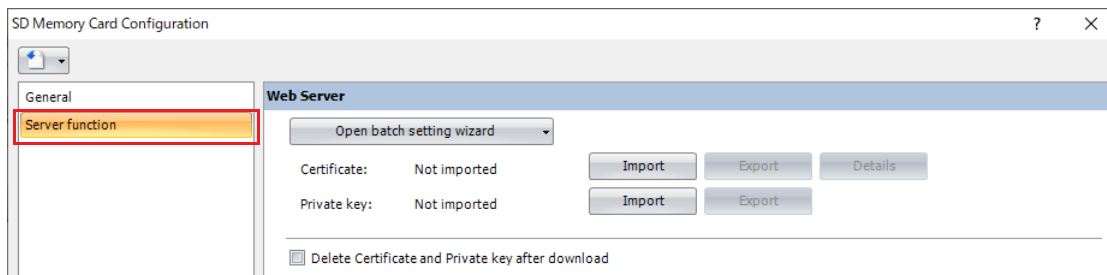 SD Memory Card Configuration ?
General
Server function
Web Server
Open batch setting wizard
Certificate: Not imported Import Export Details
Private key: Not imported Import Export
Delete Certificate and Private key after download